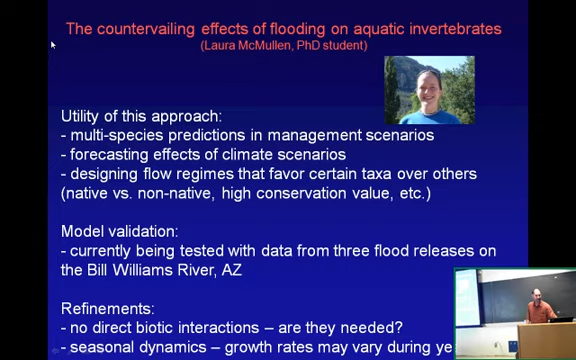 The countervailing effects of flooding on aquatic invertebrates
(Laura McMullen, PhD student)
Utility of this approach:
- multi-species predictions in management scenarios
- forecasting effects of climate scenarios
- designing flow regimes that favor certain taxa over others
(native vs. non-native, high conservation value, etc.)
Model validation:
- currently being tested with data from three flood releases on
the Bill Williams River, AZ
Refinements:
- no direct biotic interactions – are they needed?
- seasonal dynamics – growth rates may vary during